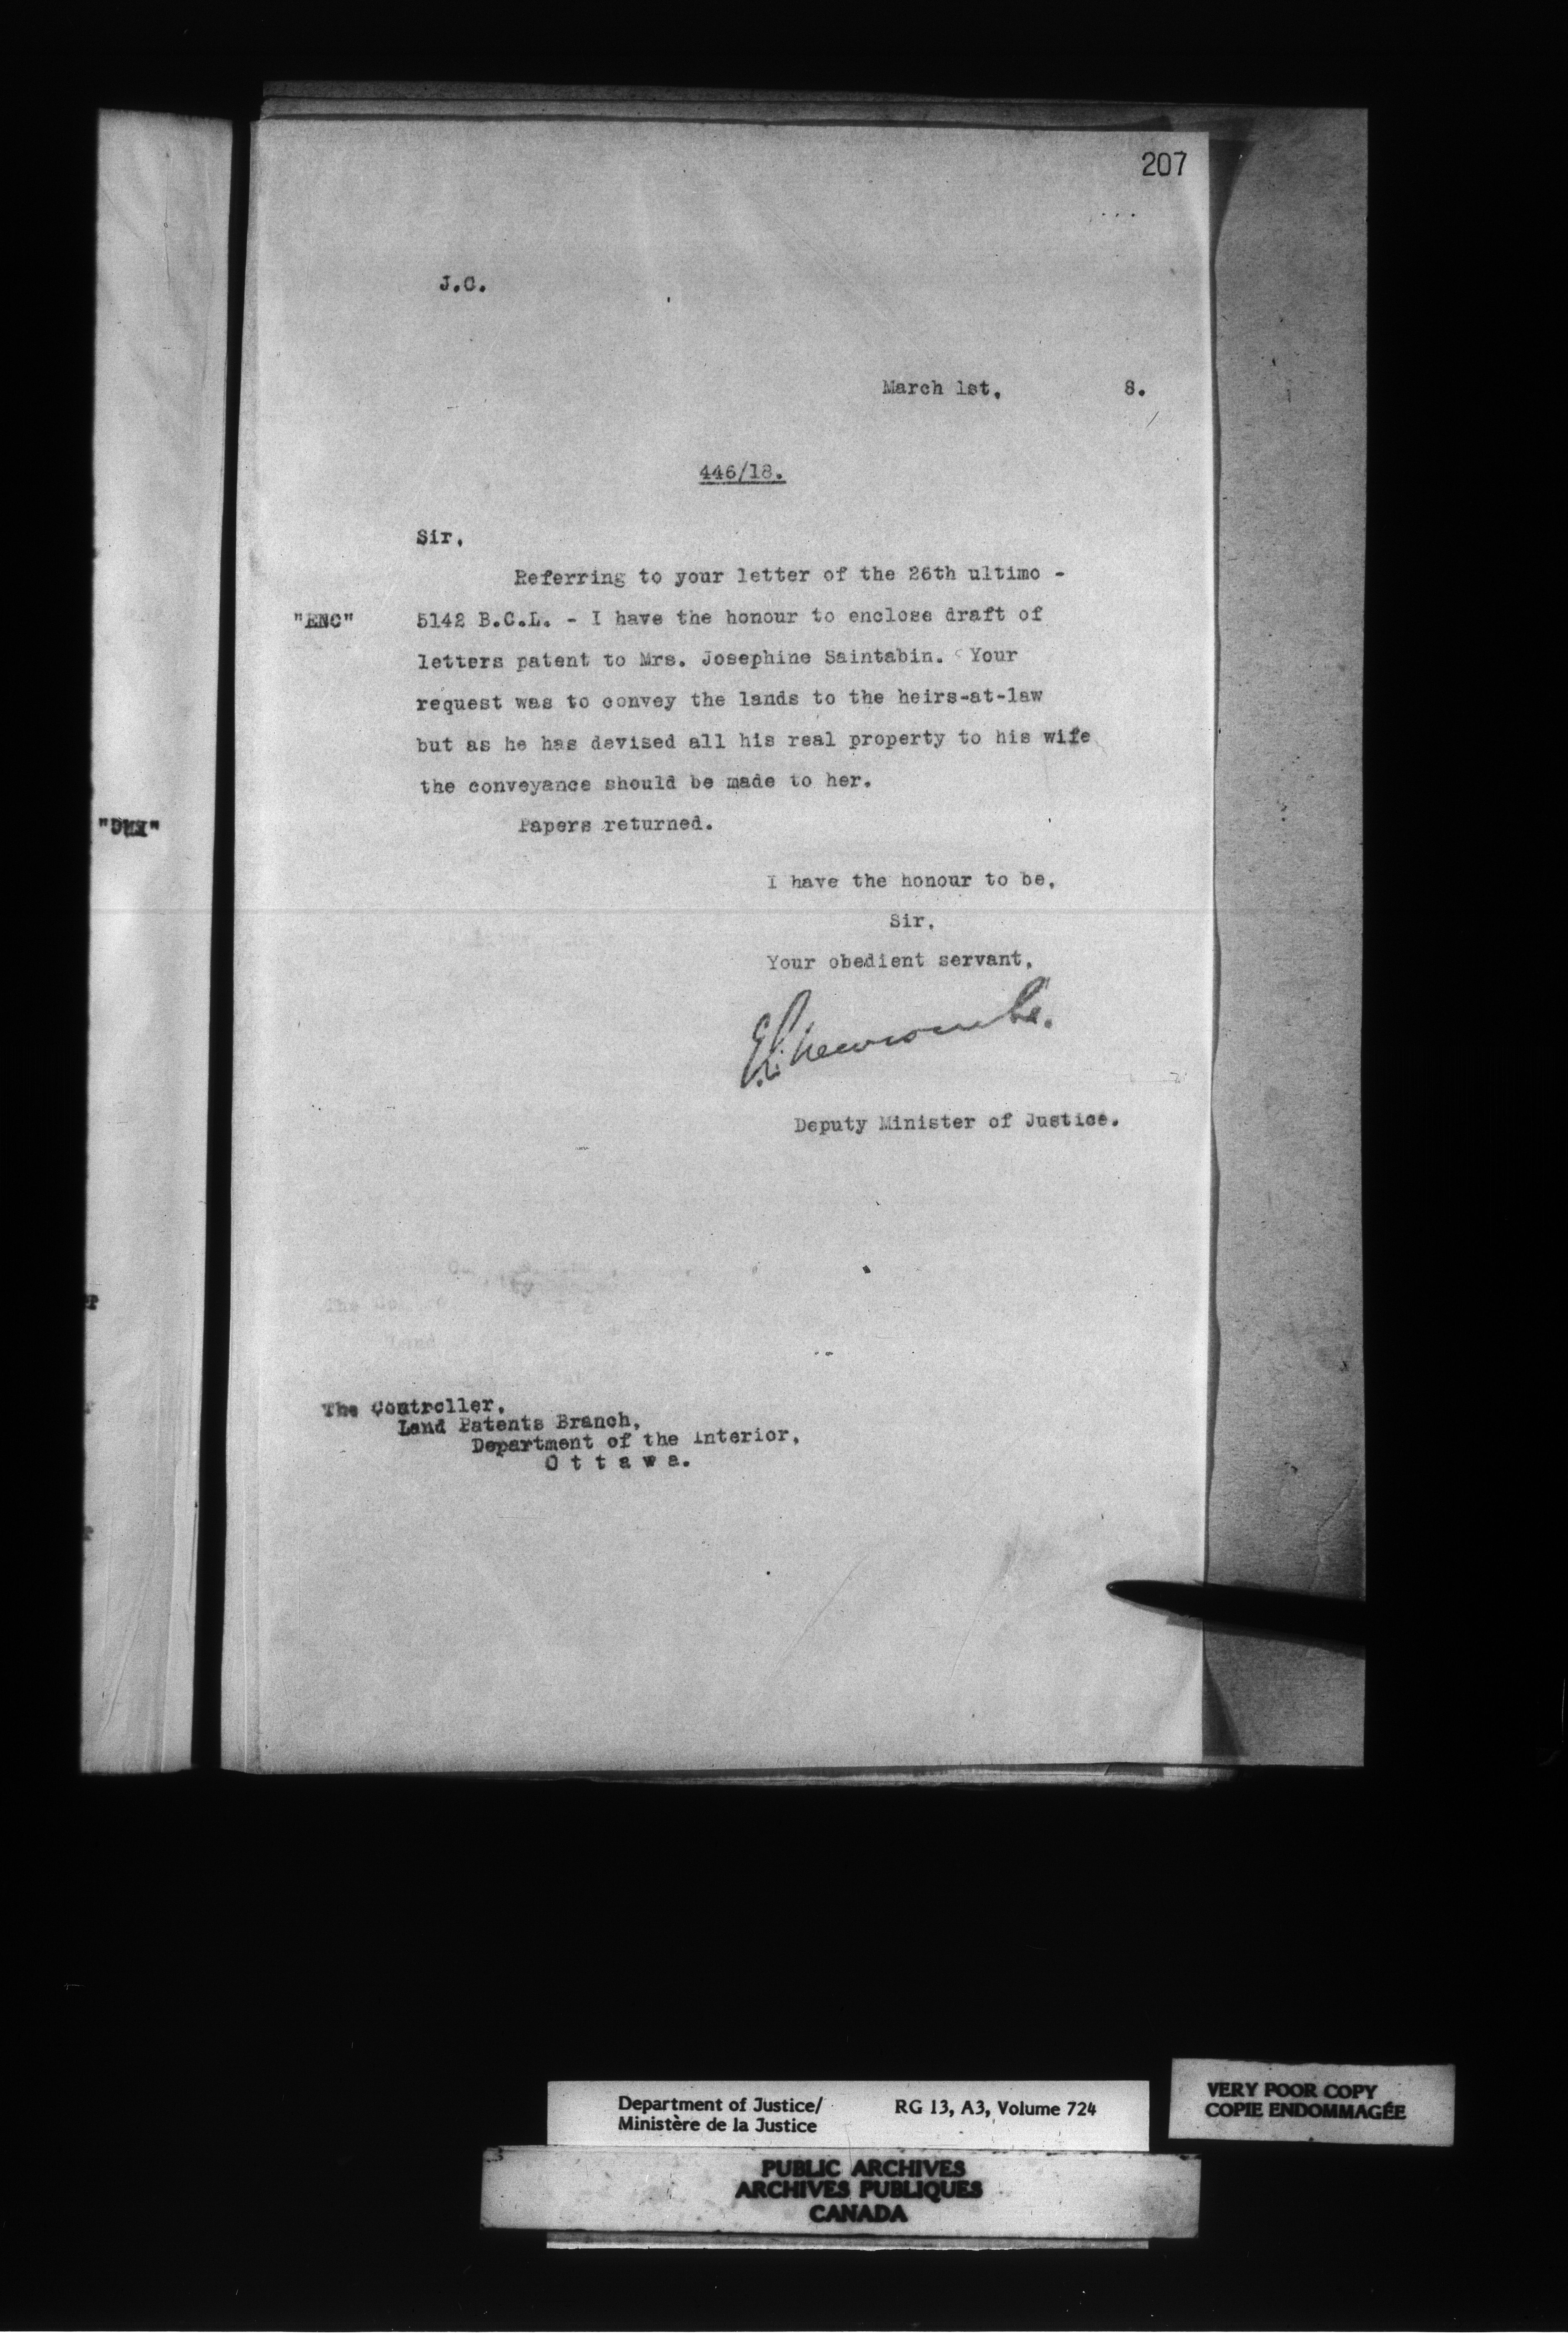 207
J.C.
March 1st, 8.
446/18.
Sir,
Referring to your letter of the 26th ultimo -
"ENC" 5142 B.C.L. - I have the honour to enclose draft of
letters patent to Mrs. Josephine Saintabin. Your
request was to convey the lands to the heirs-at-law
but as he has devised all his real property to his wife
the conveyance should be made to her.
Papers returned.
I have the honour to be,
Sir,
Your obedient servant,
E.L. Newcombe.
Deputy Minister of Justice.
The Controller,
Land Patents Branch,
Department of the Interior,
Ottawa.
Department of Justice/ RG 13, A3, Volume 724
Ministère de la Justice
VERY POOR COPY
COPIE ENDOMMAGÉE
PUBLIC ARCHIVES
ARCHIVES PUBLIQUES
CANADA